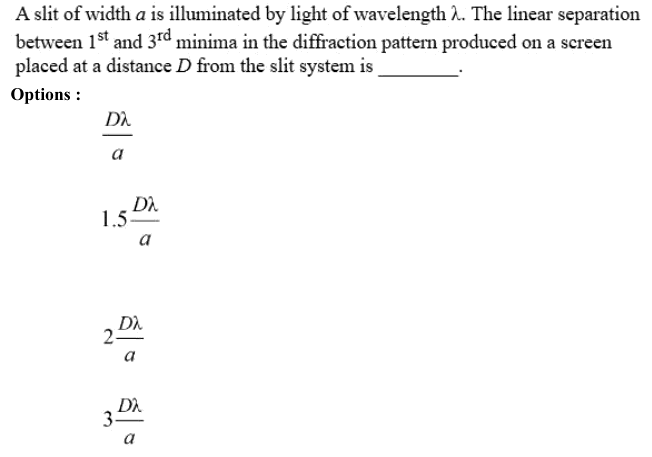 A slit of width a is illuminated by light of wavelength λ. The linear separation
between 1st and 3rd minima in the diffraction pattern produced on a screen
placed at a distance D from the slit system is ________.
Options :
Dλ
a
1.5 Dλ
a
2 Dλ
a
3 Dλ
a